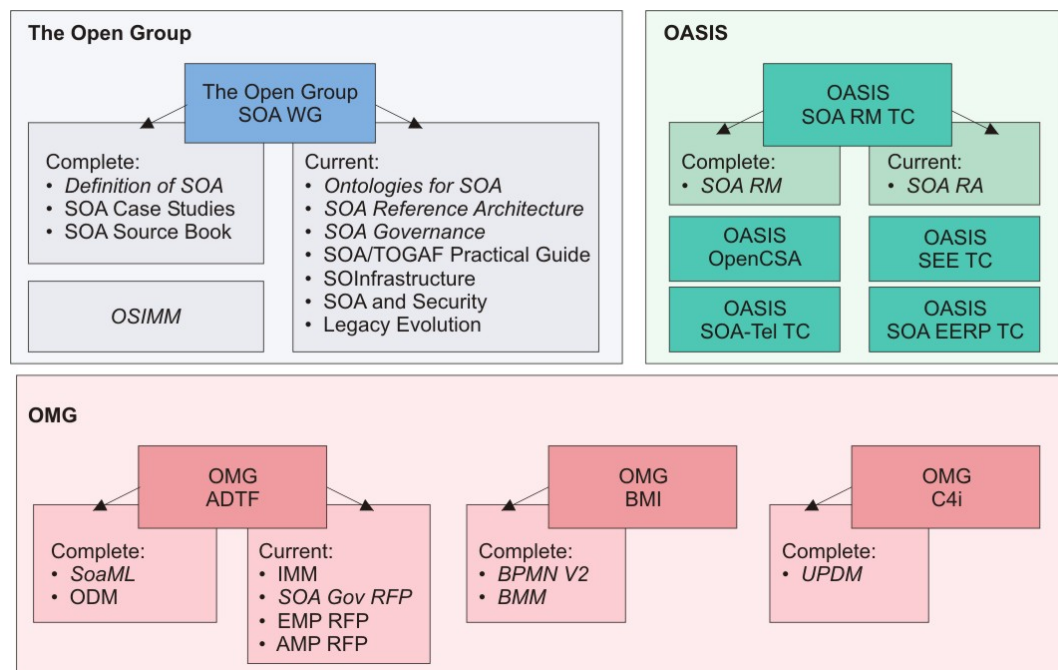 The Open Group
The Open Group
SOA WG
Complete:
• Definition of SOA
• SOA Case Studies
• SOA Source Book
OSIMM
Current:
• Ontologies for SOA
• SOA Reference Architecture
• SOA Governance
• SOA/TOGAF Practical Guide
• SOInfrastructure
• SOA and Security
• Legacy Evolution
OASIS
OASIS
SOA RM TC
Complete:
• SOA RM
Current:
• SOA RA
OASIS
OpenCSA
OASIS
SEE TC
OASIS
SOA-Tel TC
OASIS
SOA EERP TC
OMG
OMG
ADTF
Complete:
• SoaML
• ODM
Current:
• IMM
• SOA Gov RFP
• EMP RFP
• AMP RFP
OMG
BMI
Complete:
• BPMN V2
• BMM
OMG
C4i
Complete:
• UPDM